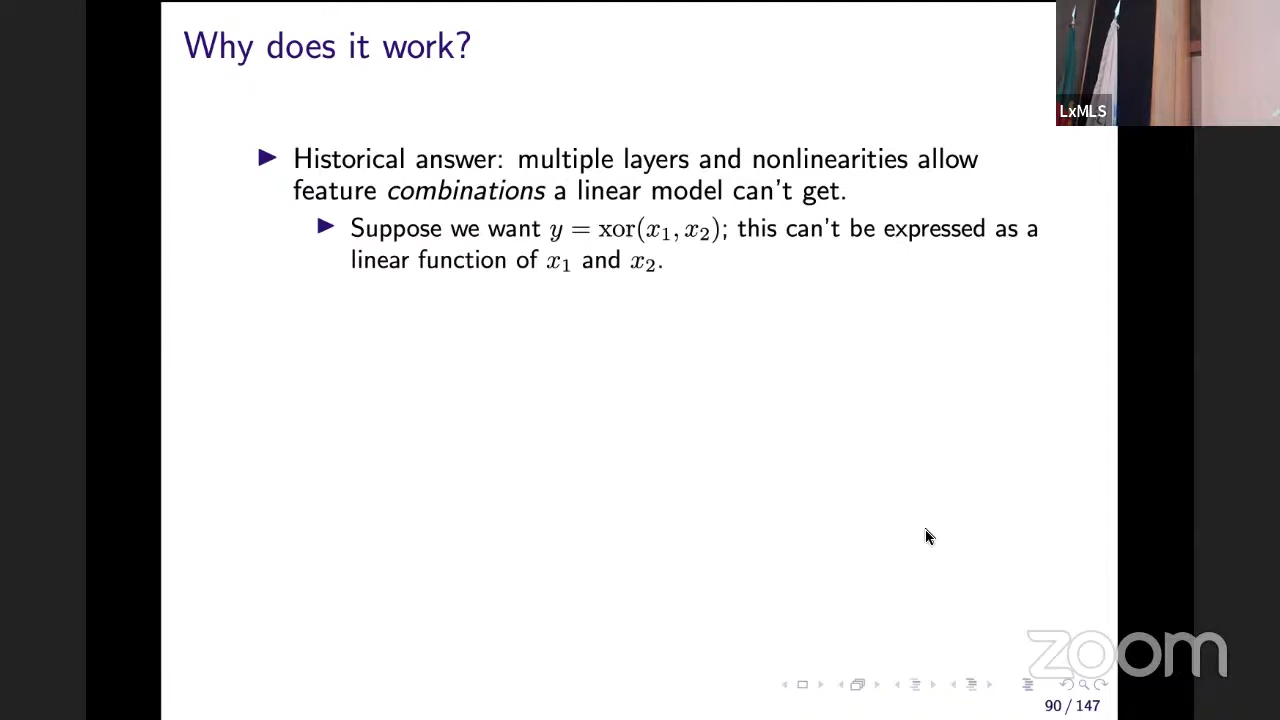 Why does it work?
LxMLS
▶ Historical answer: multiple layers and nonlinearities allow
feature combinations a linear model can't get.
▶ Suppose we want y = xor(x₁, x₂); this can't be expressed as a
linear function of x₁ and x₂.
zoom
90 / 147